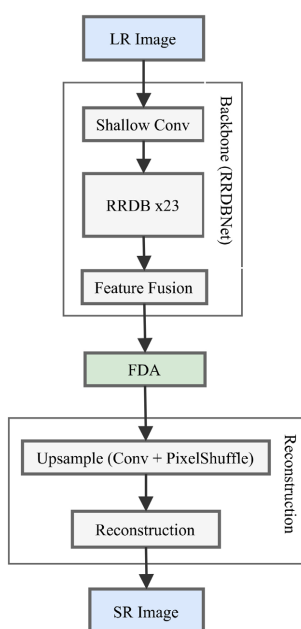 LR Image
Backbone (RRDBNet)
Shallow Conv
RRDB x23
Feature Fusion
FDA
Reconstruction
Upsample (Conv + PixelShuffle)
Reconstruction
SR Image